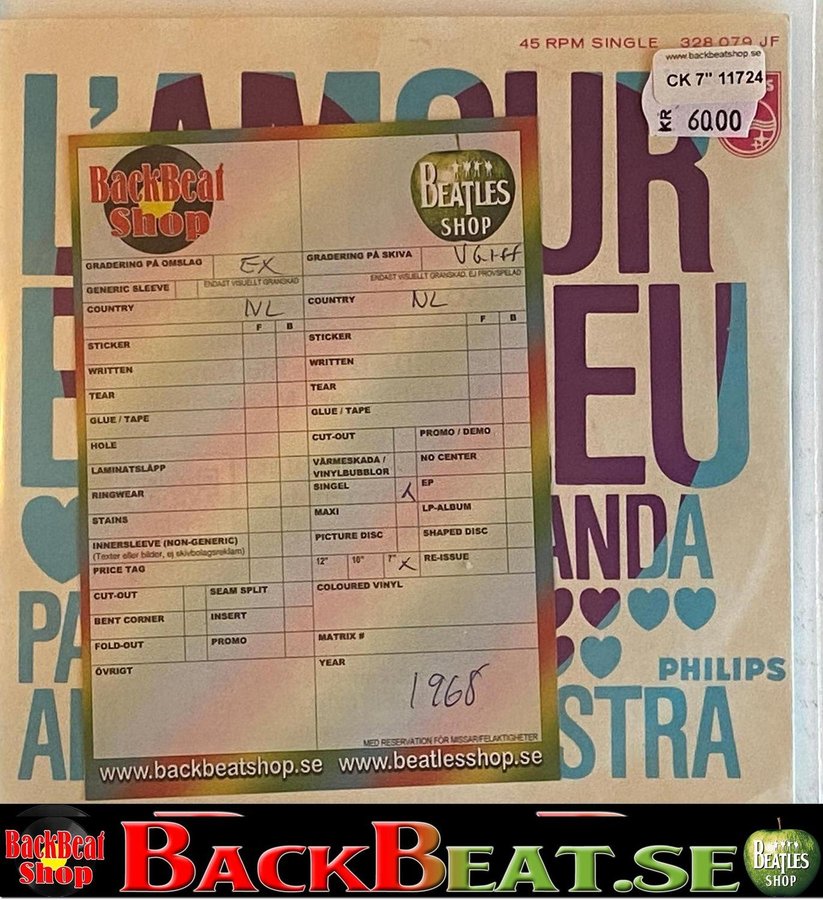 45 RPM SINGLE 328 079 JF
www.backbeatshop.se
CK 7" 11724
KR 60.00
L'AMOUR
EU
ANDA
PA
PHILIPS
A
STRA
BackBeat Shop
BEATLES SHOP
GRADERING PÅ OMSLAG EX
ENDAST VISUELLT GRANSKAD
GENERIC SLEEVE
COUNTRY NL
F B
STICKER
WRITTEN
TEAR
GLUE / TAPE
HOLE
LAMINATSLÄPP
RINGWEAR
STAINS
INNERSLEEVE (NON-GENERIC)
(Texter eller bilder, ej skivbolagsreklam)
PRICE TAG
CUT-OUT SEAM SPLIT
BENT CORNER INSERT
FOLD-OUT PROMO
ÖVRIGT
GRADERING PÅ SKIVA
ENDAST VISUELLT GRANSKAD. EJ PROVSPELAD
COUNTRY NL
F B
STICKER
WRITTEN
TEAR
GLUE / TAPE
CUT-OUT PROMO / DEMO
VÄRMESKADA / VINYLBUBBLOR NO CENTER
SINGEL X EP
MAXI LP-ALBUM
PICTURE DISC SHAPED DISC
12" 10" 7" X RE-ISSUE
COLOURED VINYL
MATRIX #
YEAR
1968
MED RESERVATION FÖR MISSAR/FELAKTIGHETER
www.backbeatshop.se www.beatlesshop.se
BackBeat Shop
BACKBEAT.SE
BEATLES SHOP